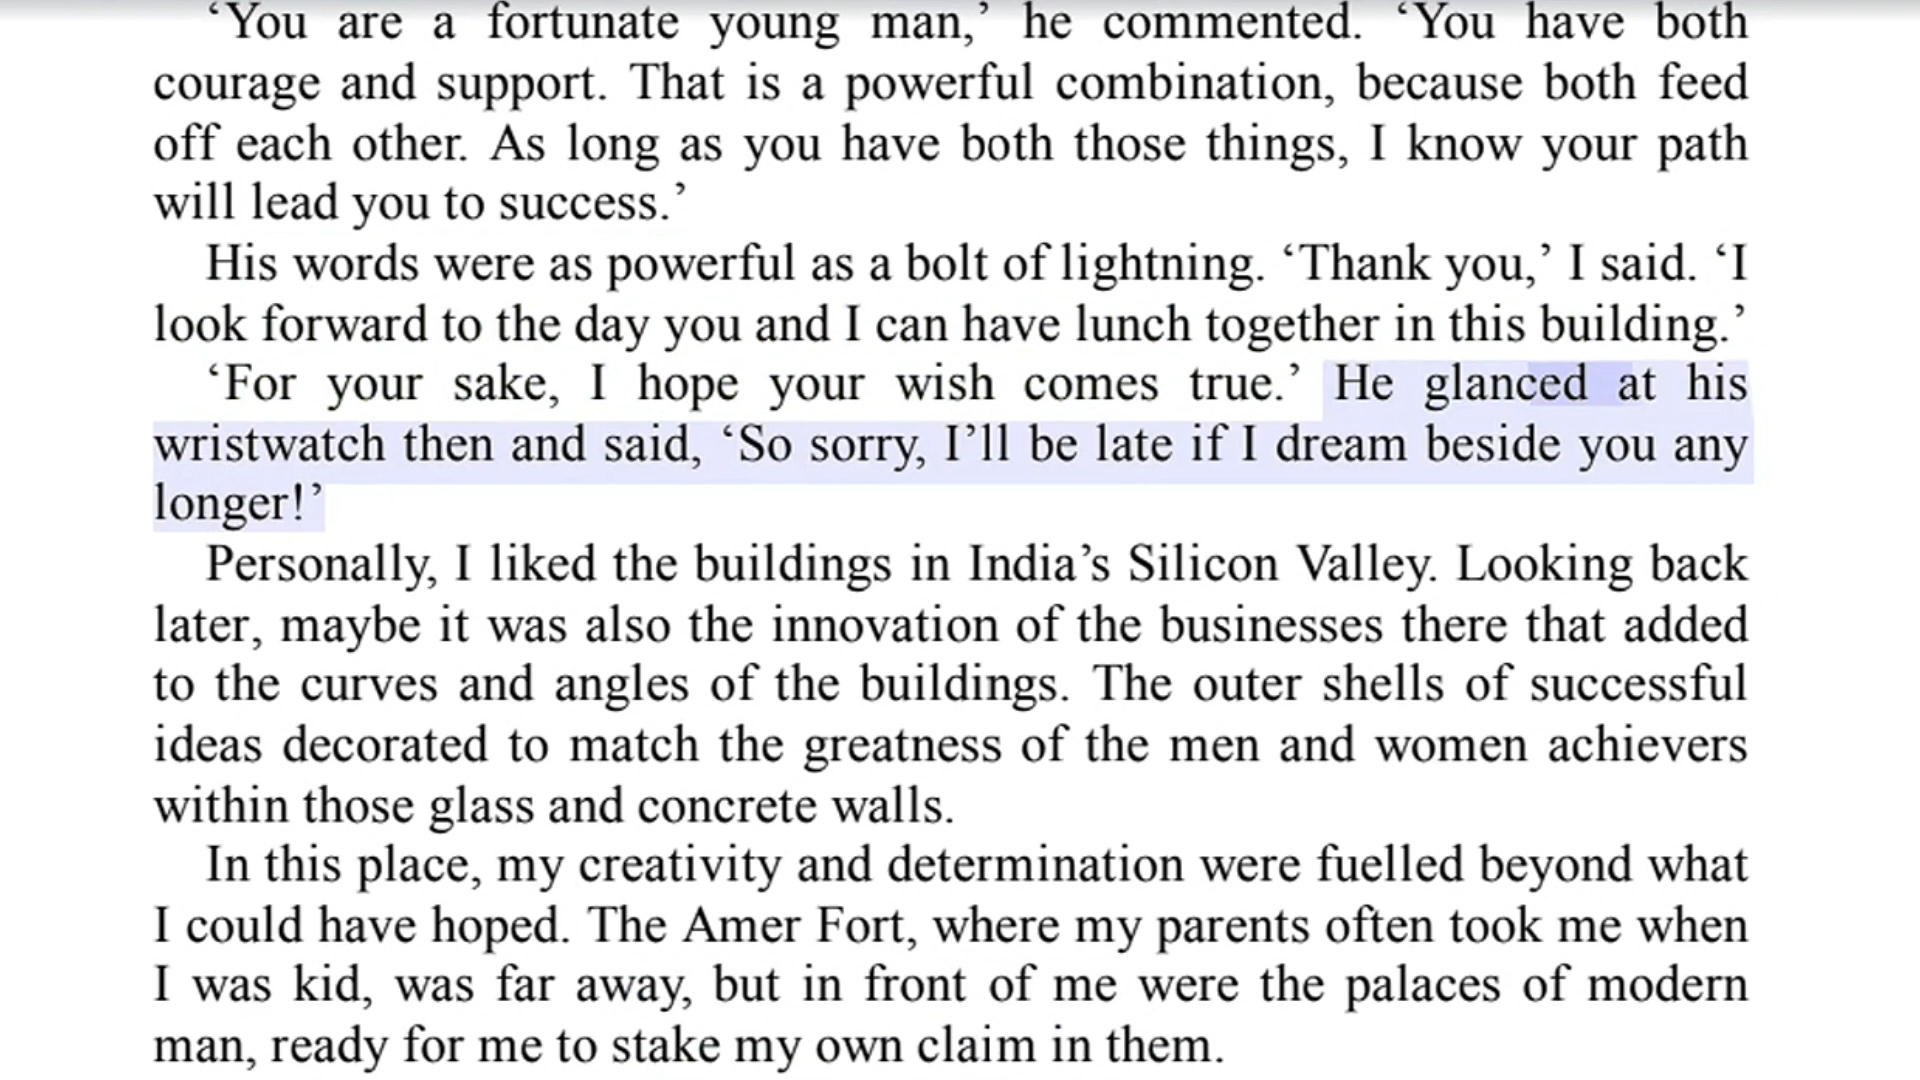 ‘You are a fortunate young man,’ he commented. ‘You have both
courage and support. That is a powerful combination, because both feed
off each other. As long as you have both those things, I know your path
will lead you to success.’
His words were as powerful as a bolt of lightning. ‘Thank you,’ I said. ‘I
look forward to the day you and I can have lunch together in this building.’
‘For your sake, I hope your wish comes true.’ He glanced at his
wristwatch then and said, ‘So sorry, I’ll be late if I dream beside you any
longer!’
Personally, I liked the buildings in India’s Silicon Valley. Looking back
later, maybe it was also the innovation of the businesses there that added
to the curves and angles of the buildings. The outer shells of successful
ideas decorated to match the greatness of the men and women achievers
within those glass and concrete walls.
In this place, my creativity and determination were fuelled beyond what
I could have hoped. The Amer Fort, where my parents often took me when
I was kid, was far away, but in front of me were the palaces of modern
man, ready for me to stake my own claim in them.